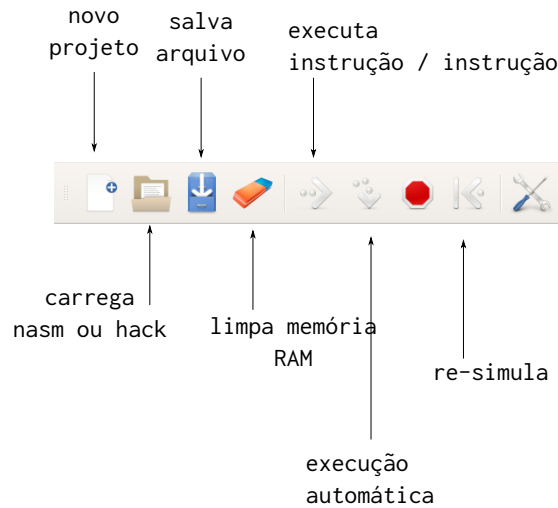 novo
projeto
salva
arquivo
executa
instrução / instrução
carrega
nasm ou hack
limpa memória
RAM
re-simula
execução
automática